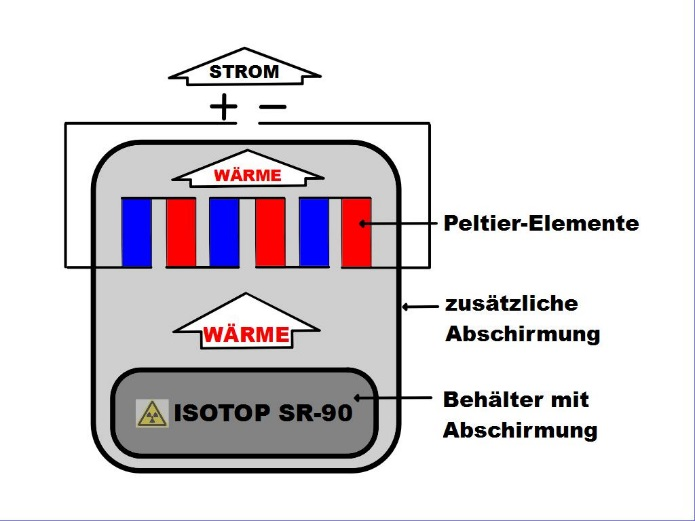 STROM
+ −
WÄRME
Peltier-Elemente
zusätzliche
Abschirmung
WÄRME
Behälter mit
Abschirmung
ISOTOP SR-90